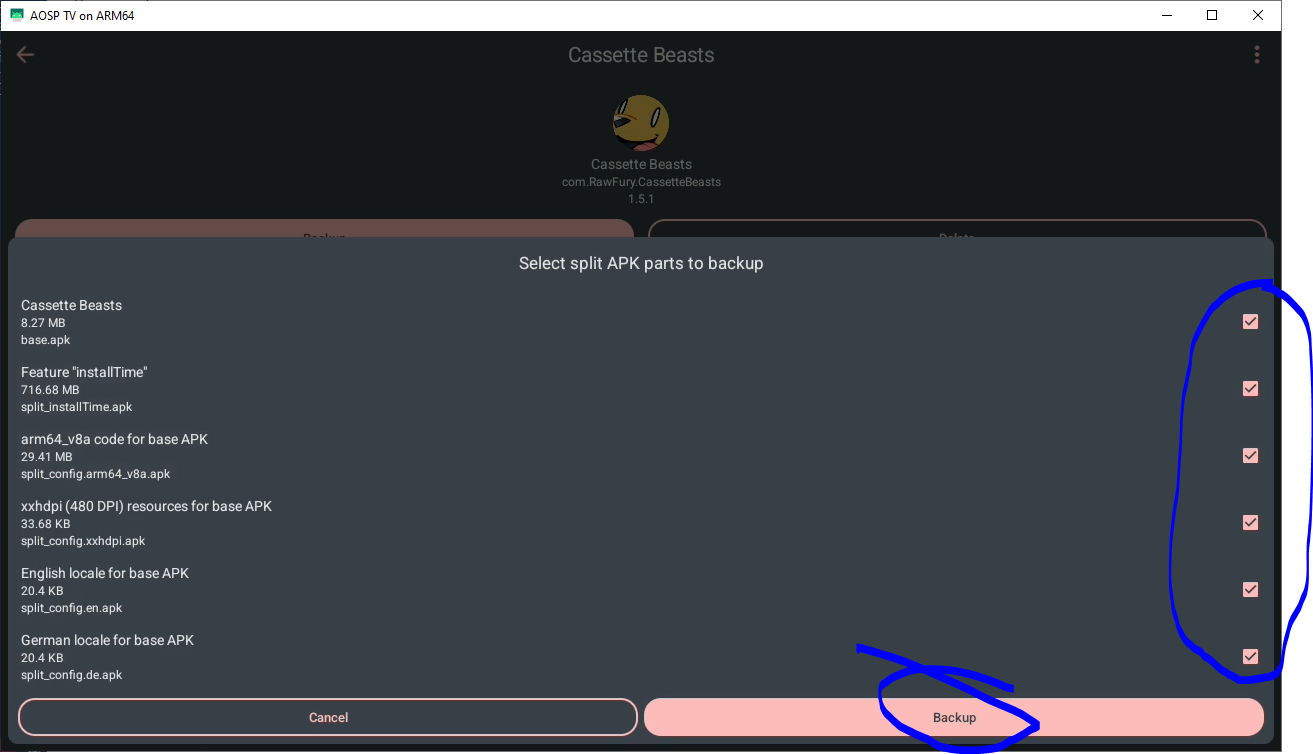 AOSP TV on ARM64
Cassette Beasts
Cassette Beasts
com.RawFury.CassetteBeasts
1.5.1
Backup
Delete
Select split APK parts to backup
Cassette Beasts
8.27 MB
base.apk
Feature "installTime"
716.68 MB
split_installTime.apk
arm64_v8a code for base APK
29.41 MB
split_config.arm64_v8a.apk
xxhdpi (480 DPI) resources for base APK
33.68 KB
split_config.xxhdpi.apk
English locale for base APK
20.4 KB
split_config.en.apk
German locale for base APK
20.4 KB
split_config.de.apk
Cancel
Backup